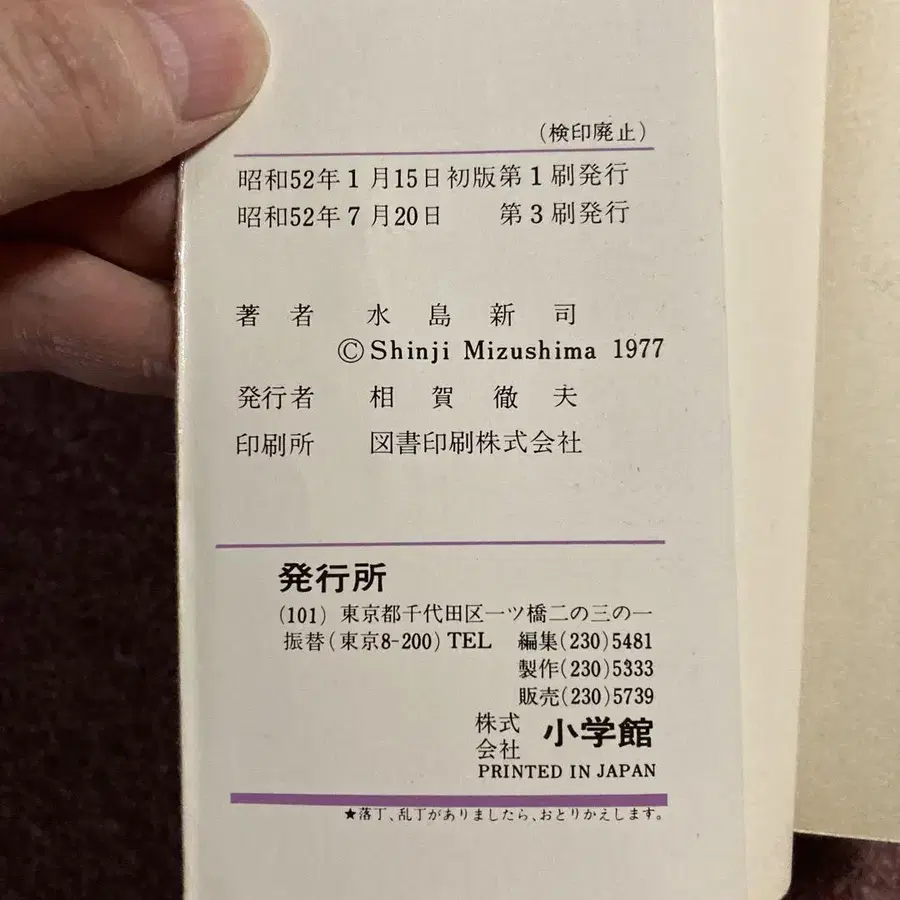 (検印廃止)
昭和52年1月15日初版第1刷発行
昭和52年7月20日　第3刷発行
著者　水島新司
©Shinji Mizushima 1977
発行者　相賀徹夫
印刷所　図書印刷株式会社
発行所
(101) 東京都千代田区一ツ橋二の三の一
振替(東京8-200) TEL 編集(230)5481
製作(230)5333
販売(230)5739
株式会社 小学館
PRINTED IN JAPAN
★落丁、乱丁がありましたら、おとりかえします。